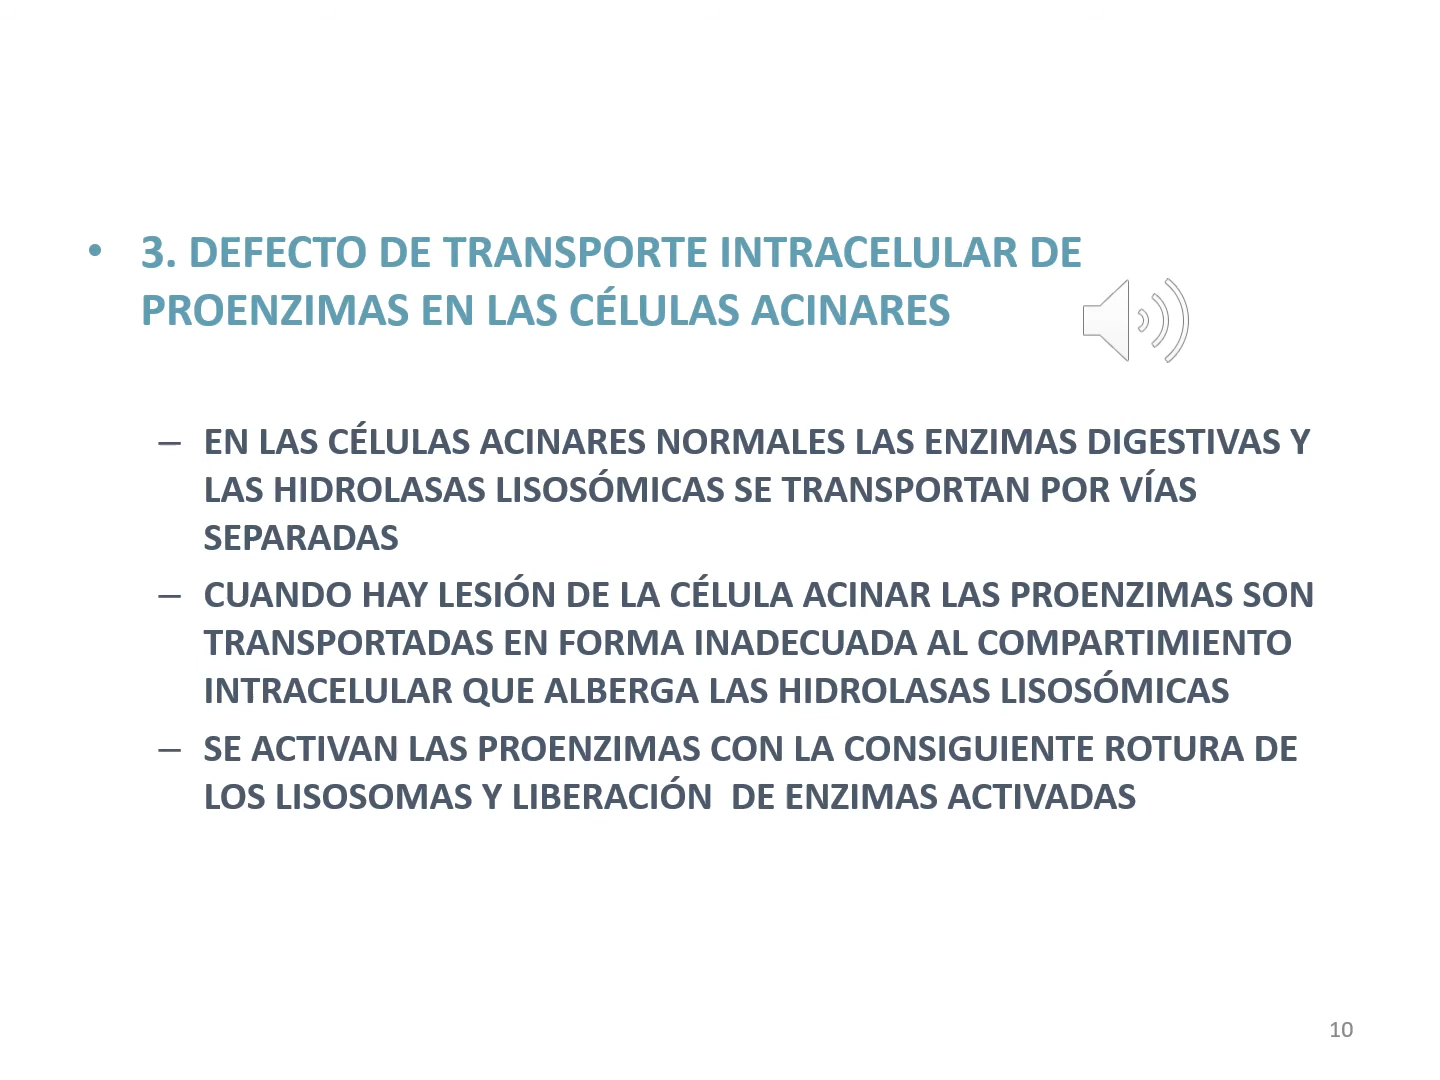 • 3. DEFECTO DE TRANSPORTE INTRACELULAR DE
PROENZIMAS EN LAS CÉLULAS ACINARES
– EN LAS CÉLULAS ACINARES NORMALES LAS ENZIMAS DIGESTIVAS Y
LAS HIDROLASAS LISOSÓMICAS SE TRANSPORTAN POR VÍAS
SEPARADAS
– CUANDO HAY LESIÓN DE LA CÉLULA ACINAR LAS PROENZIMAS SON
TRANSPORTADAS EN FORMA INADECUADA AL COMPARTIMIENTO
INTRACELULAR QUE ALBERGA LAS HIDROLASAS LISOSÓMICAS
– SE ACTIVAN LAS PROENZIMAS CON LA CONSIGUIENTE ROTURA DE
LOS LISOSOMAS Y LIBERACIÓN  DE ENZIMAS ACTIVADAS
10